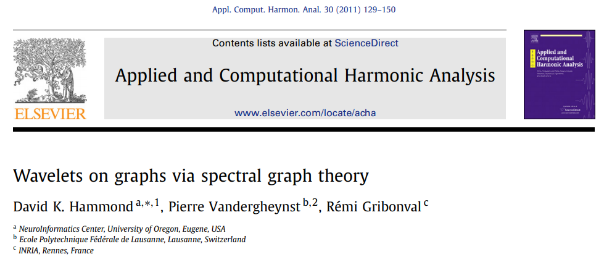 Appl. Comput. Harmon. Anal. 30 (2011) 129–150
Contents lists available at ScienceDirect
Applied and Computational Harmonic Analysis
www.elsevier.com/locate/acha
ELSEVIER
Applied and
Computational
Harmonic Analysis
Wavelets on graphs via spectral graph theory
David K. Hammond a,∗,1, Pierre Vandergheynst b,2, Rémi Gribonval c
a NeuroInformatics Center, University of Oregon, Eugene, USA
b Ecole Polytechnique Fédérale de Lausanne, Lausanne, Switzerland
c INRIA, Rennes, France